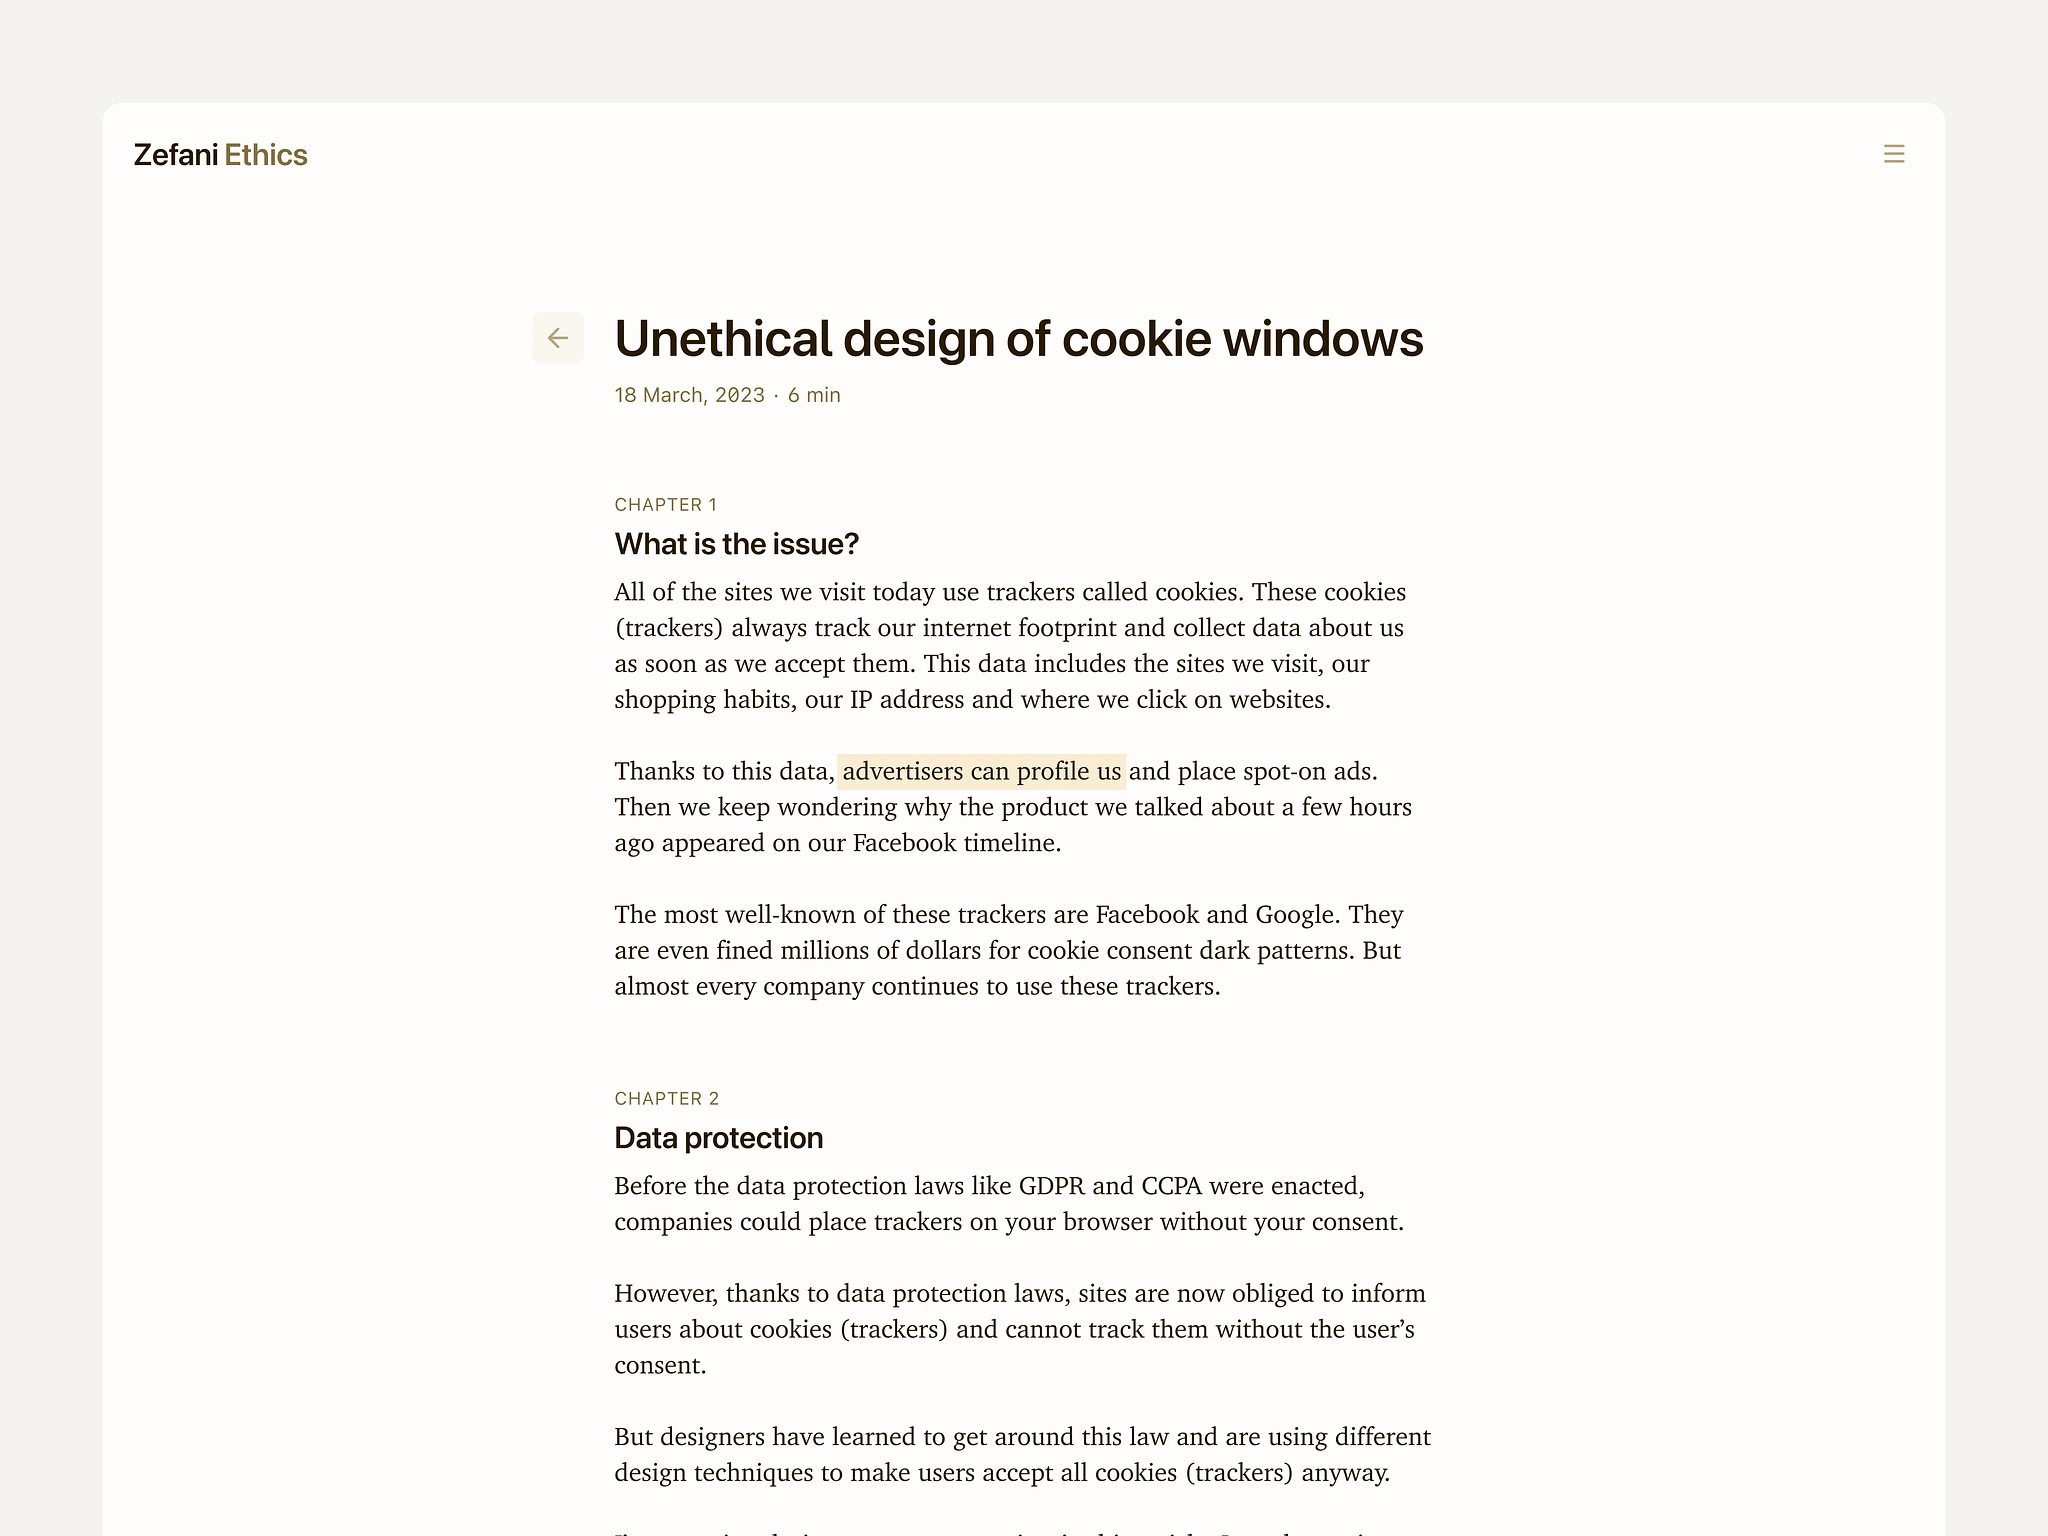 Zefani Ethics
Unethical design of cookie windows
18 March, 2023 · 6 min
CHAPTER 1
What is the issue?
All of the sites we visit today use trackers called cookies. These cookies
(trackers) always track our internet footprint and collect data about us
as soon as we accept them. This data includes the sites we visit, our
shopping habits, our IP address and where we click on websites.
Thanks to this data, advertisers can profile us and place spot-on ads.
Then we keep wondering why the product we talked about a few hours
ago appeared on our Facebook timeline.
The most well-known of these trackers are Facebook and Google. They
are even fined millions of dollars for cookie consent dark patterns. But
almost every company continues to use these trackers.
CHAPTER 2
Data protection
Before the data protection laws like GDPR and CCPA were enacted,
companies could place trackers on your browser without your consent.
However, thanks to data protection laws, sites are now obliged to inform
users about cookies (trackers) and cannot track them without the user’s
consent.
But designers have learned to get around this law and are using different
design techniques to make users accept all cookies (trackers) anyway.